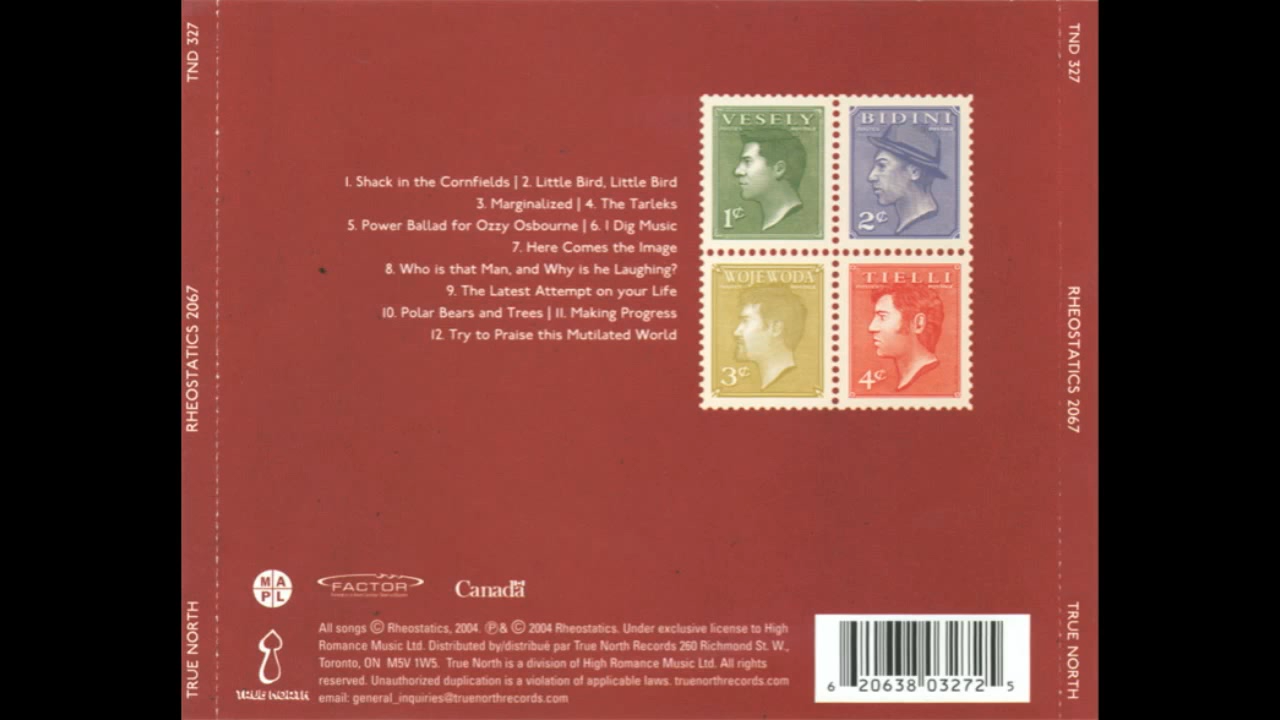 TND 327
RHEOSTATICS 2067
TRUE NORTH
1. Shack in the Cornfields | 2. Little Bird, Little Bird
3. Marginalized | 4. The Tarleks
5. Power Ballad for Ozzy Osbourne | 6. I Dig Music
7. Here Comes the Image
8. Who is that Man, and Why is he Laughing?
9. The Latest Attempt on your Life
10. Polar Bears and Trees | 11. Making Progress
12. Try to Praise this Mutilated World
VESELY
1¢
BIDINI
2¢
WOJEWODA
3¢
TIELLI
4¢
MAPL
FACTOR
Canada
TRUE NORTH
All songs © Rheostatics, 2004. ℗ & © 2004 Rheostatics. Under exclusive license to High
Romance Music Ltd. Distributed by/distribué par True North Records 260 Richmond St. W.,
Toronto, ON M5V 1W5. True North is a division of High Romance Music Ltd. All rights
reserved. Unauthorized duplication is a violation of applicable laws. truenorthrecords.com
email: general_inquiries@truenorthrecords.com
6 20638 03272 5
TND 327
RHEOSTATICS 2067
TRUE NORTH